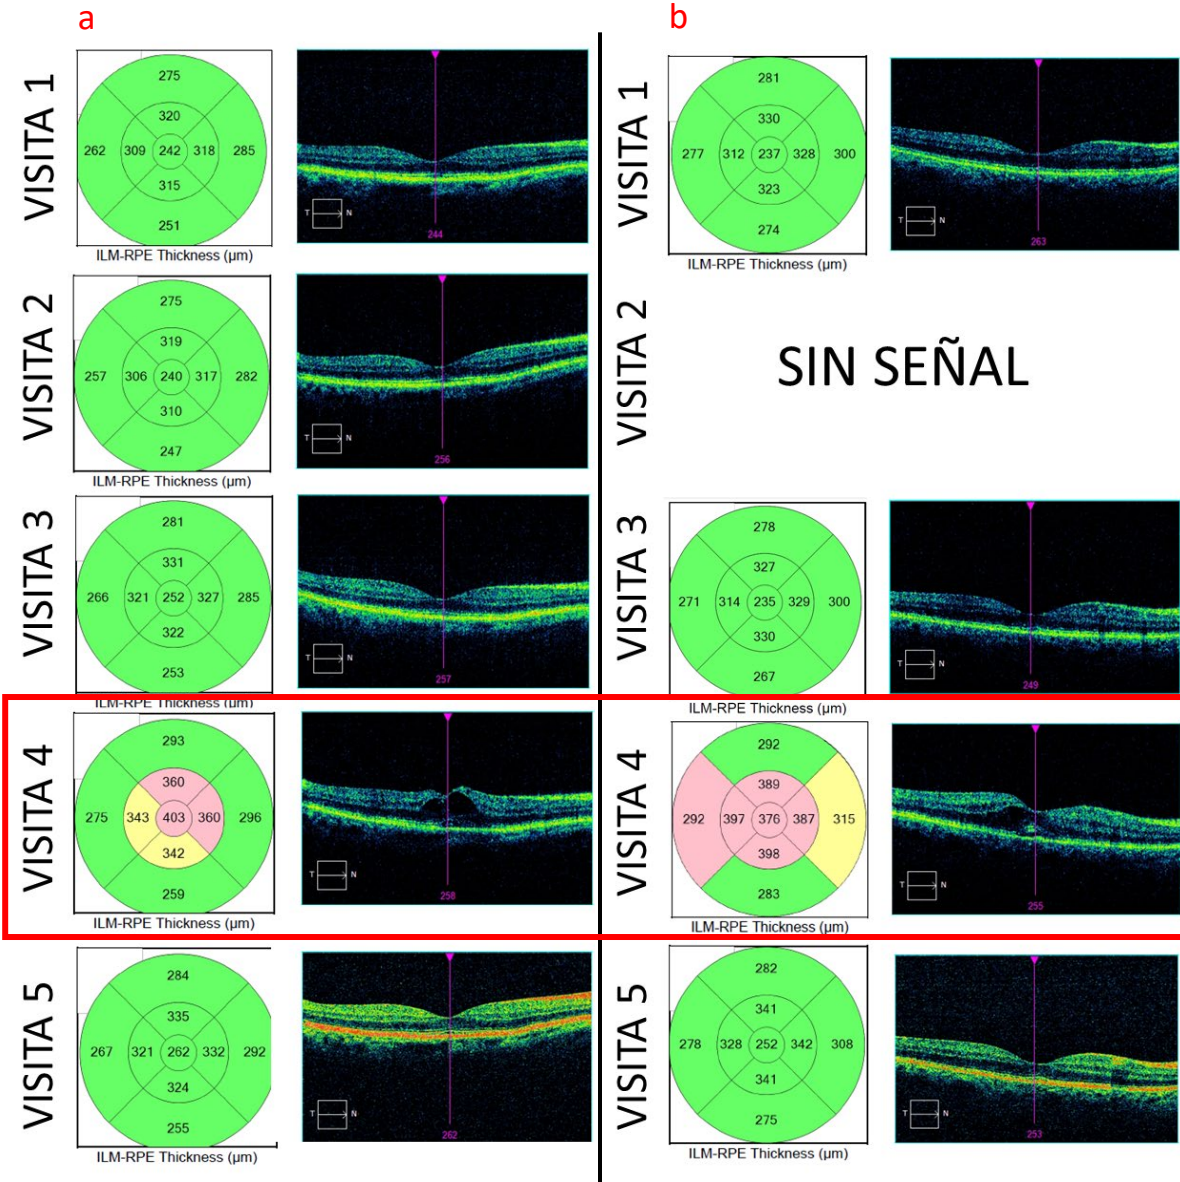 a
VISITA 1
275
320
262 309 242 318 285
315
251
ILM-RPE Thickness (µm)
T N
244
VISITA 2
275
319
257 306 240 317 282
310
247
ILM-RPE Thickness (µm)
T N
256
VISITA 3
281
331
266 321 252 327 285
322
253
ILM-RPE Thickness (µm)
T N
257
VISITA 4
293
360
275 343 403 360 296
342
259
ILM-RPE Thickness (µm)
T N
258
VISITA 5
284
335
267 321 262 332 292
324
255
ILM-RPE Thickness (µm)
T N
262
b
VISITA 1
281
330
277 312 237 328 300
323
274
ILM-RPE Thickness (µm)
T N
263
VISITA 2
SIN SEÑAL
VISITA 3
278
327
271 314 235 329 300
330
267
ILM-RPE Thickness (µm)
T N
249
VISITA 4
292
389
292 397 376 387 315
398
283
ILM-RPE Thickness (µm)
T N
255
VISITA 5
282
341
278 328 252 342 308
341
275
ILM-RPE Thickness (µm)
T N
253